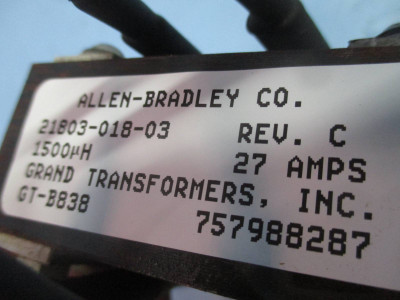 ALLEN-BRADLEY CO.
21803-018-03 REV. C
1500µH 27 AMPS
GRAND TRANSFORMERS, INC.
GT-B838 757988287